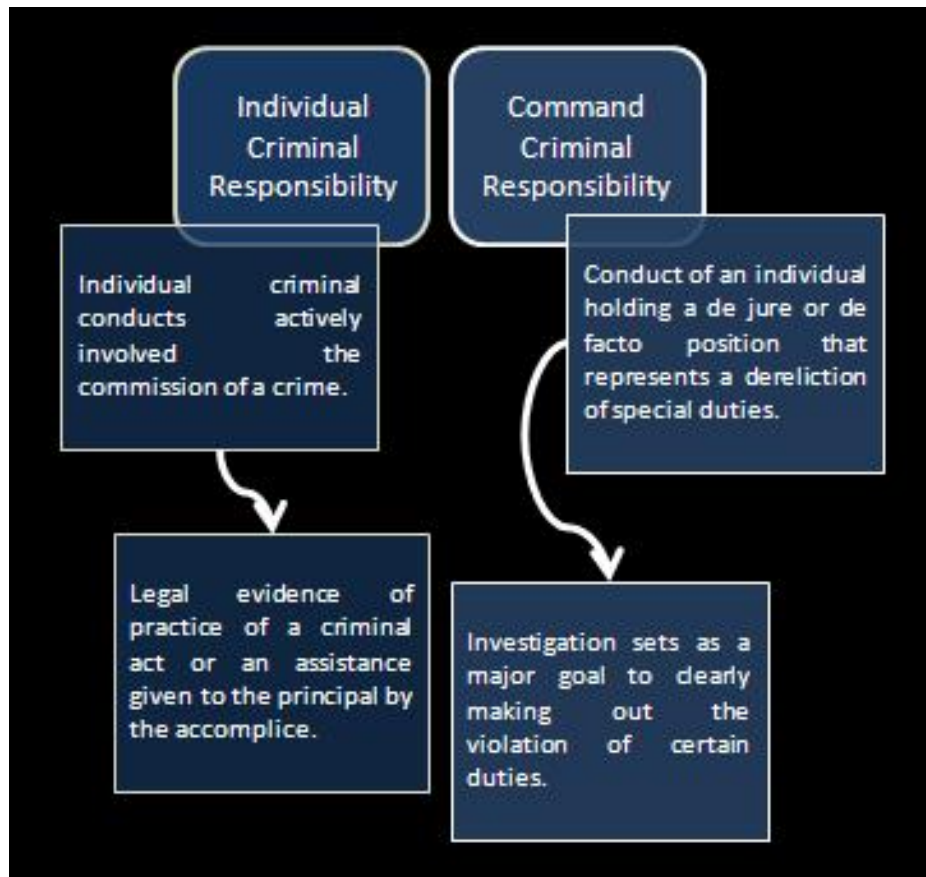 Individual
Criminal
Responsibility
Individual criminal
conducts actively
involved the
commission of a crime.
Legal evidence of
practice of a criminal
act or an assistance
given to the principal by
the accomplice.
Command
Criminal
Responsibility
Conduct of an individual
holding a de jure or de
facto position that
represents a dereliction
of special duties.
Investigation sets as a
major goal to clearly
making out the
violation of certain
duties.